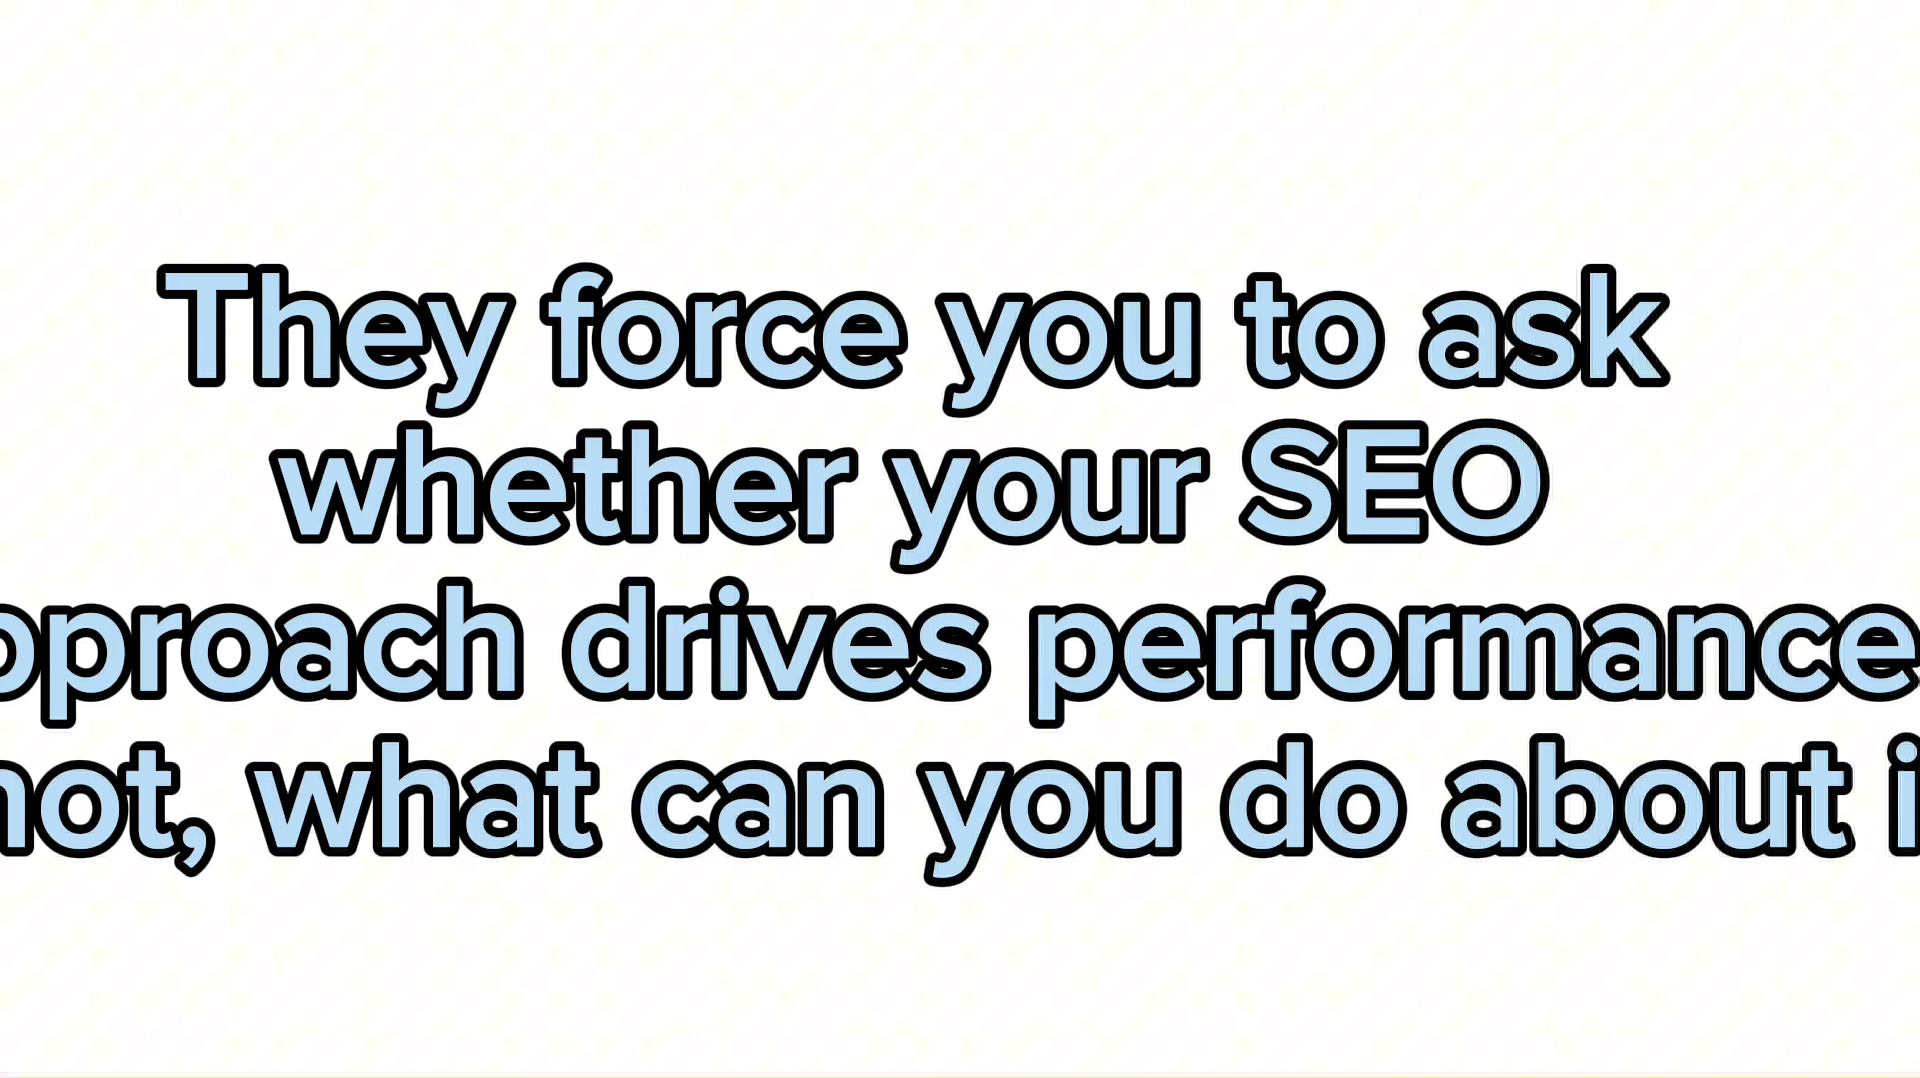 They force you to ask
whether your SEO
pproach drives performance
not, what can you do about i